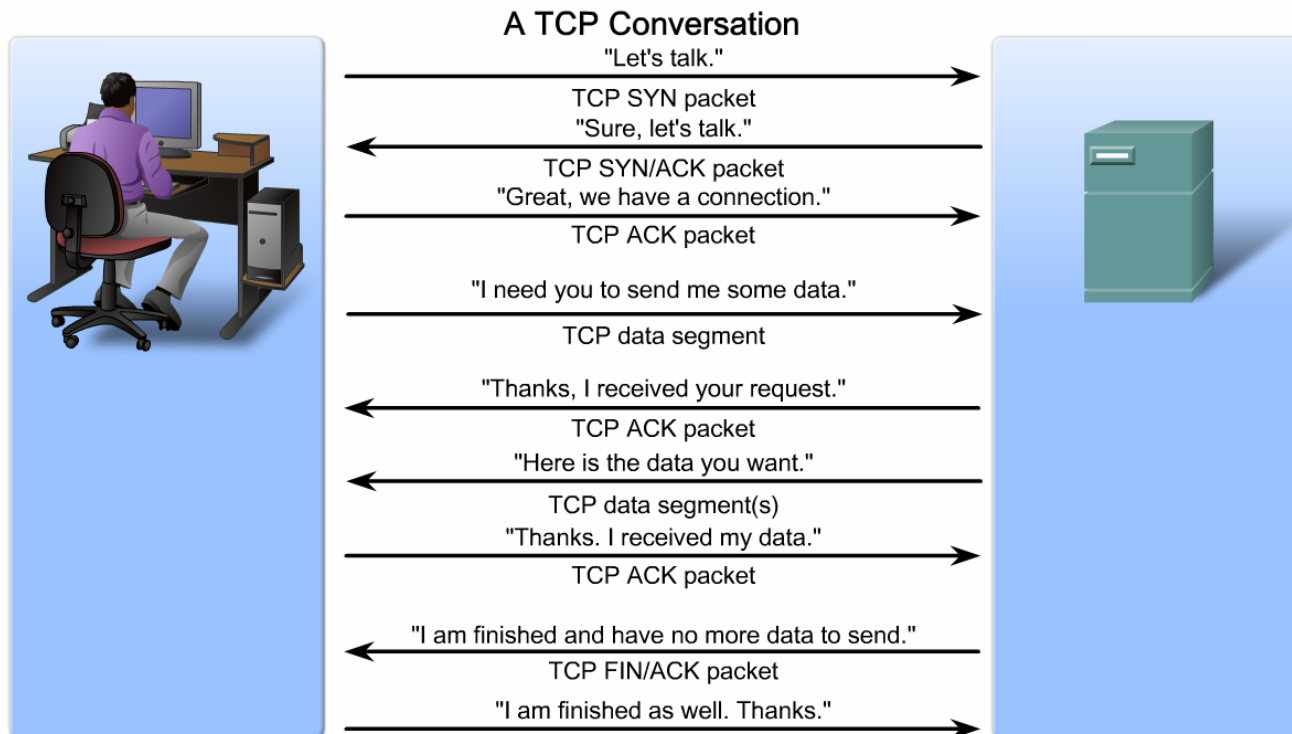 A TCP Conversation
"Let's talk."
TCP SYN packet
"Sure, let's talk."
TCP SYN/ACK packet
"Great, we have a connection."
TCP ACK packet
"I need you to send me some data."
TCP data segment
"Thanks, I received your request."
TCP ACK packet
"Here is the data you want."
TCP data segment(s)
"Thanks. I received my data."
TCP ACK packet
"I am finished and have no more data to send."
TCP FIN/ACK packet
"I am finished as well. Thanks."